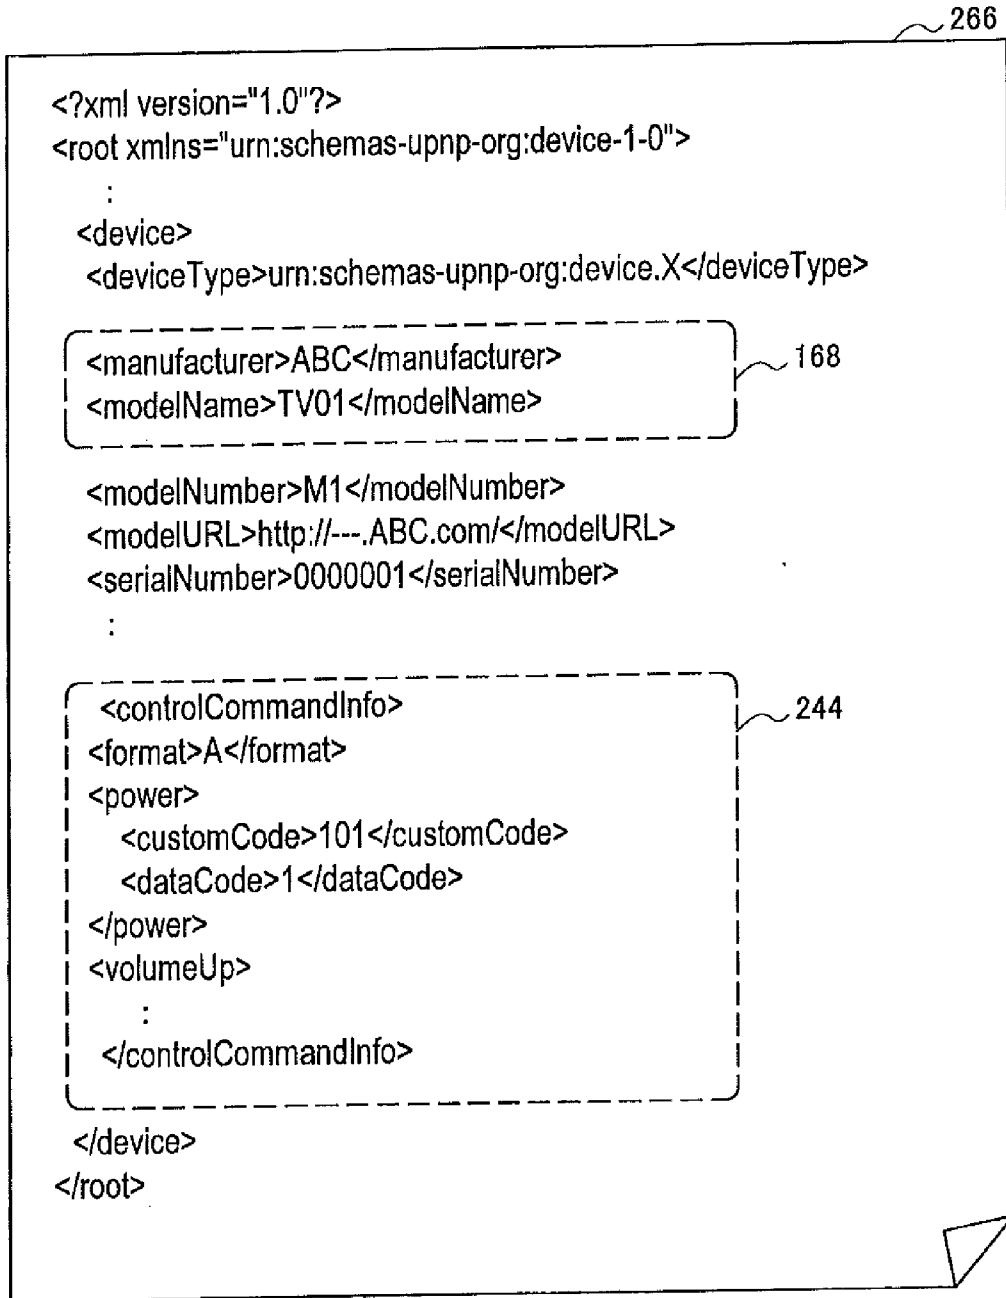 266
<?xml version="1.0"?>
<root xmlns="urn:schemas-upnp-org:device-1-0">
:
<device>
<deviceType>urn:schemas-upnp-org:device.X</deviceType>
<manufacturer>ABC</manufacturer>
168
<modelName>TV01</modelName>
<modelNumber>M1</modelNumber>
<modelURL>http://---.ABC.com/</modelURL>
<serialNumber>0000001</serialNumber>
:
<controlCommandInfo>
244
<format>A</format>
<power>
<customCode>101</customCode>
<dataCode>1</dataCode>
</power>
<volumeUp>
:
</controlCommandInfo>
</device>
</root>